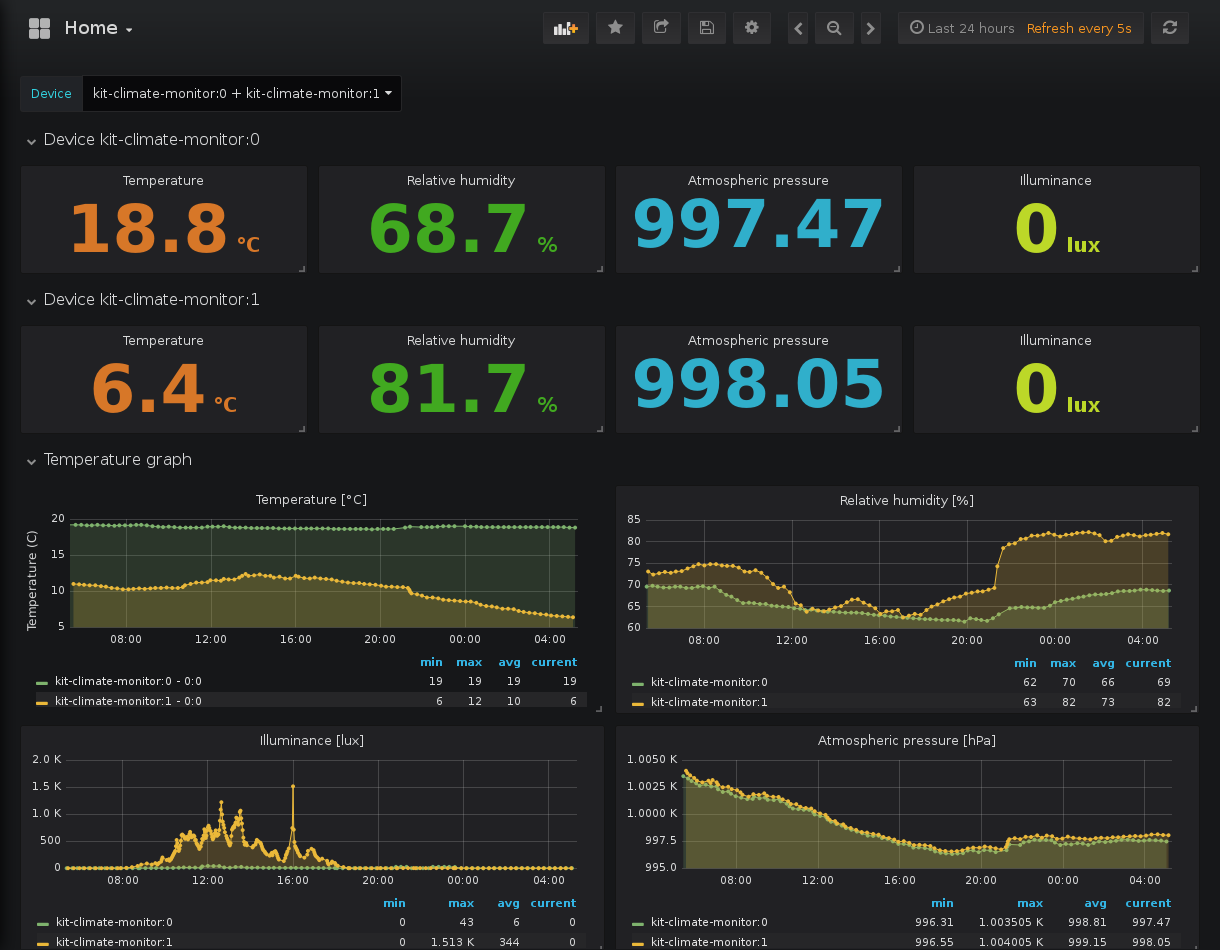 Home
Last 24 hours Refresh every 5s
Device kit-climate-monitor:0 + kit-climate-monitor:1
Device kit-climate-monitor:0
Temperature Relative humidity Atmospheric pressure Illuminance
18.8 °C 68.7 % 997.47 0 lux
Device kit-climate-monitor:1
Temperature Relative humidity Atmospheric pressure Illuminance
6.4 °C 81.7 % 998.05 0 lux
Temperature graph
Temperature [°C]
Temperature (C)
20
15
10
5
08:00 12:00 16:00 20:00 00:00 04:00
min max avg current
kit-climate-monitor:0 - 0:0 19 19 19 19
kit-climate-monitor:1 - 0:0 6 12 10 6
Relative humidity [%]
85
80
75
70
65
60
08:00 12:00 16:00 20:00 00:00 04:00
min max avg current
kit-climate-monitor:0 62 70 66 69
kit-climate-monitor:1 63 82 73 82
Illuminance [lux]
2.0 K
1.5 K
1.0 K
500
0
08:00 12:00 16:00 20:00 00:00 04:00
min max avg current
kit-climate-monitor:0 0 43 6 0
kit-climate-monitor:1 0 1.513 K 344 0
Atmospheric pressure [hPa]
1.0050 K
1.0025 K
1.0000 K
997.5
995.0
08:00 12:00 16:00 20:00 00:00 04:00
min max avg current
kit-climate-monitor:0 996.31 1.003505 K 998.81 997.47
kit-climate-monitor:1 996.55 1.004005 K 999.15 998.05